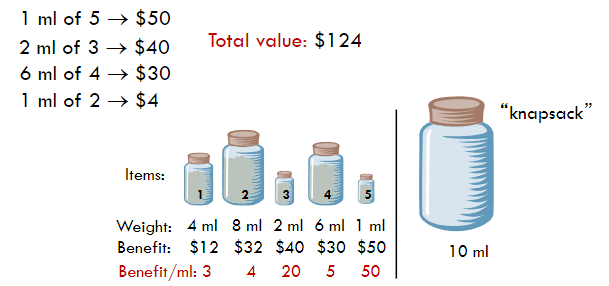 1 ml of 5 → $50
2 ml of 3 → $40
6 ml of 4 → $30
1 ml of 2 → $4
Total value: $124
"knapsack"
Items:
1 2 3 4 5
Weight: 4 ml 8 ml 2 ml 6 ml 1 ml
Benefit: $12 $32 $40 $30 $50
Benefit/ml: 3 4 20 5 50
10 ml